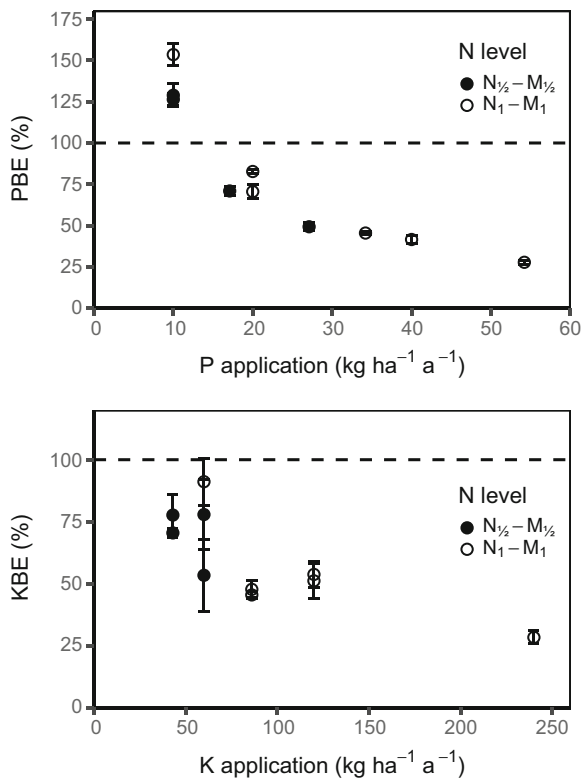 175
150
125
100
75
50
25
0
PBE (%)
N level
N½ – M½
N₁ – M₁
0 10 20 30 40 50 60
P application (kg ha⁻¹ a⁻¹)
100
75
50
25
0
KBE (%)
N level
N½ – M½
N₁ – M₁
0 50 100 150 200 250
K application (kg ha⁻¹ a⁻¹)